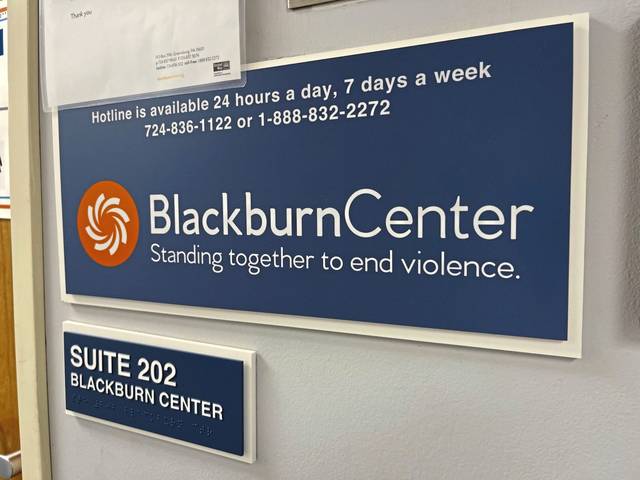 Thank you
Hotline is available 24 hours a day, 7 days a week
724-836-1122 or 1-888-832-2272
BlackburnCenter
Standing together to end violence.
SUITE 202
BLACKBURN CENTER